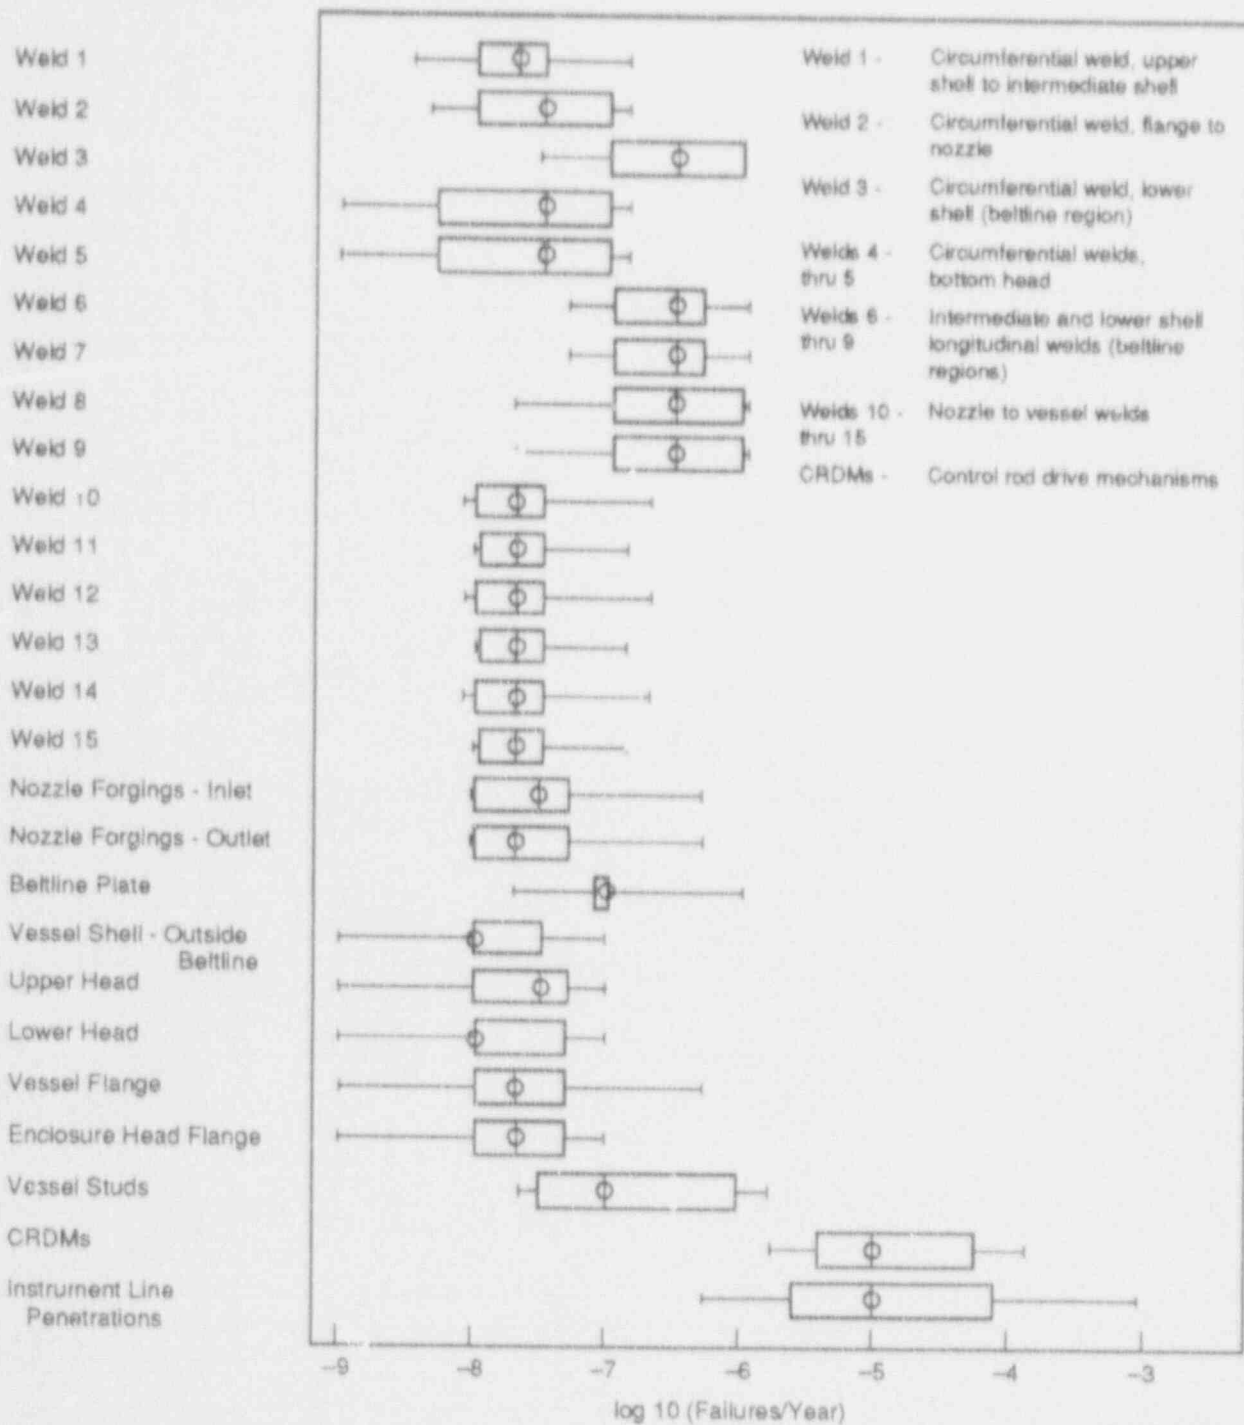 Weld 1
Weld 2
Weld 3
Weld 4
Weld 5
Weld 6
Weld 7
Weld 8
Weld 9
Weld 10
Weld 11
Weld 12
Weld 13
Weld 14
Weld 15
Nozzle Forgings - Inlet
Nozzle Forgings - Outlet
Beltline Plate
Vessel Shell - Outside
Beltline
Upper Head
Lower Head
Vessel Flange
Enclosure Head Flange
Vessel Studs
CRDMs
Instrument Line
Penetrations
Weld 1 - Circumferential weld, upper
shell to intermediate shell
Weld 2 - Circumferential weld, flange to
nozzle
Weld 3 - Circumferential weld, lower
shell (beltline region)
Welds 4 - Circumferential welds,
thru 5 bottom head
Welds 6 - Intermediate and lower shell
thru 9 longitudinal welds (beltline
regions)
Welds 10 - Nozzle to vessel welds
thru 15
CRDMs - Control rod drive mechanisms
-9 -8 -7 -6 -5 -4 -3
log 10 (Failures/Year)